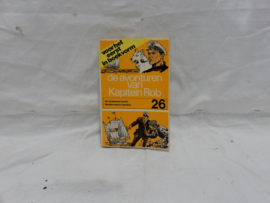 voor het
eerst
in boekvorm
de avonturen
van
Kapitein Rob
26